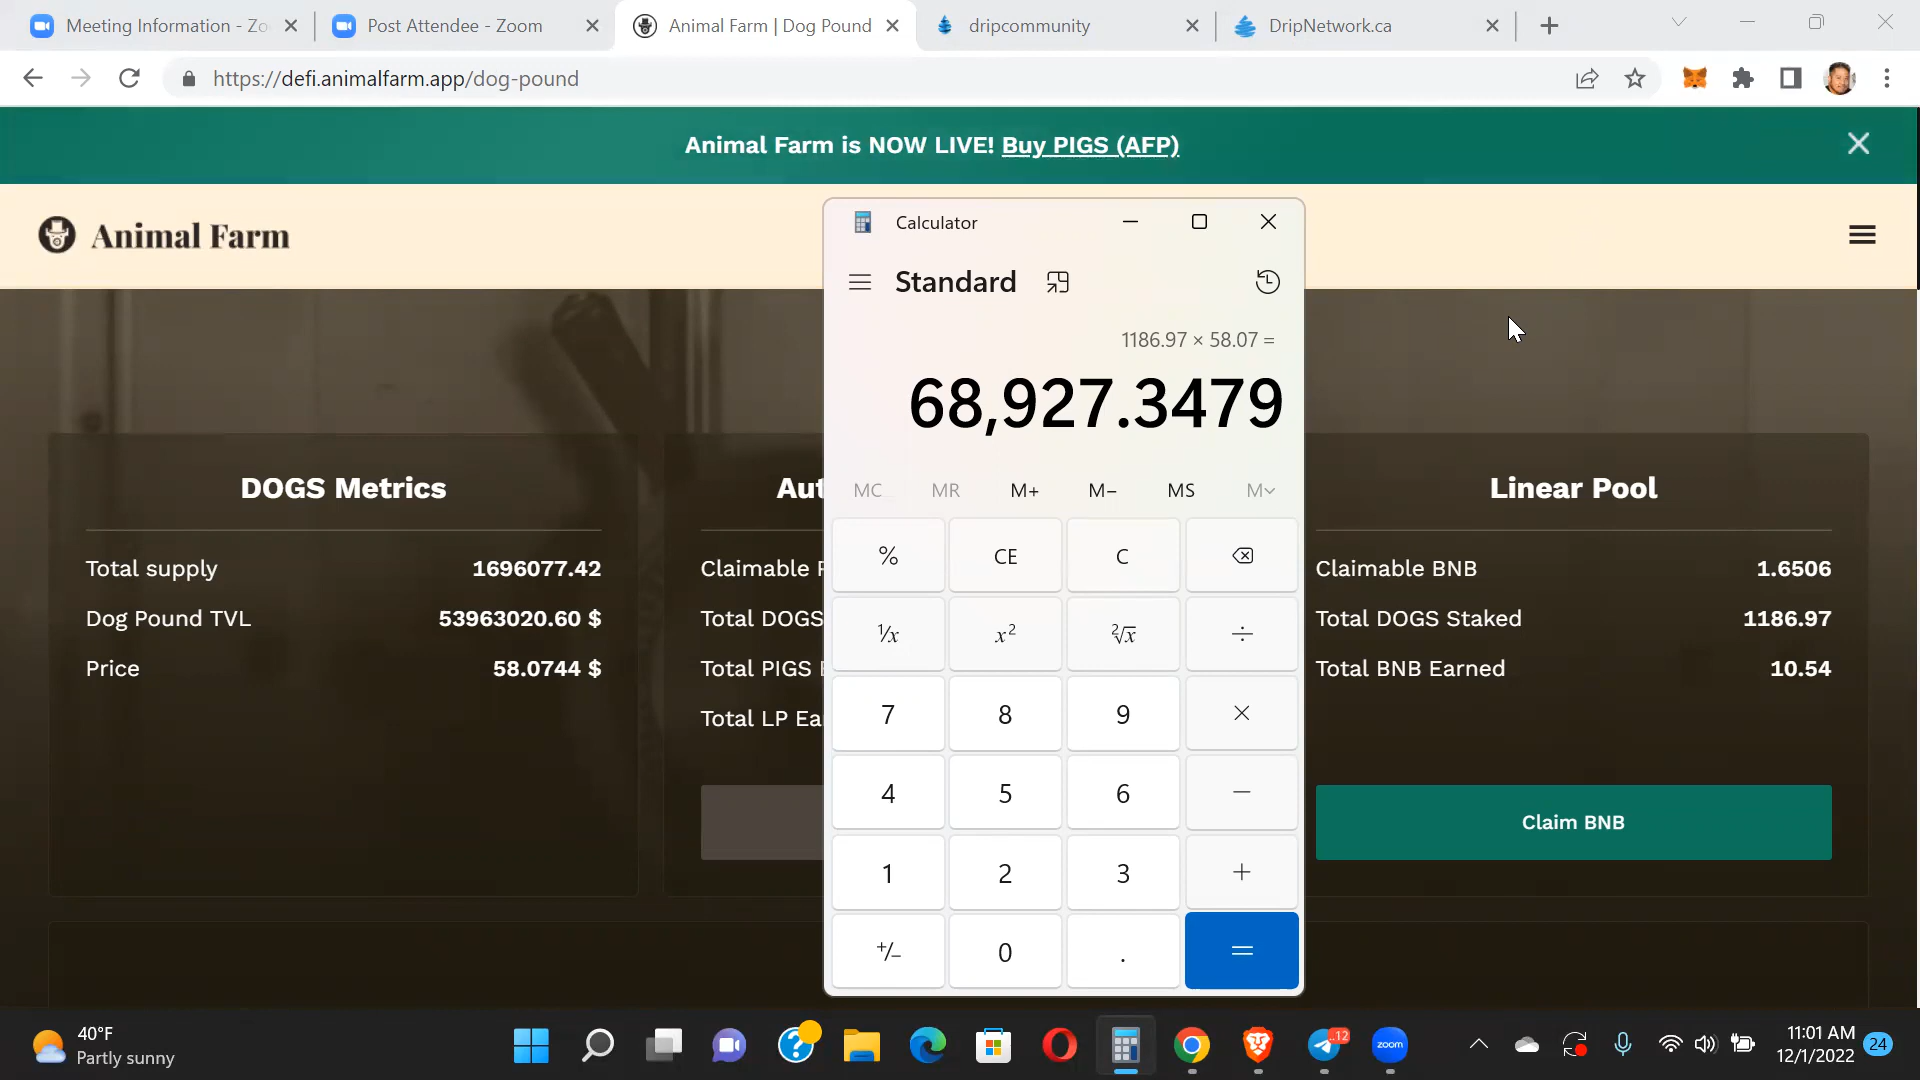 Meeting Information - Zo
Post Attendee - Zoom
Animal Farm | Dog Pound
dripcommunity
DripNetwork.ca
https://defi.animalfarm.app/dog-pound
Animal Farm is NOW LIVE! Buy PIGS (AFP)
Animal Farm
Calculator
Standard
1186.97 × 58.07 =
68,927.3479
MC MR M+ M− MS M
% CE C
¹/x x² ²√x ÷
7 8 9 ×
4 5 6 −
1 2 3 +
+/− 0 . =
DOGS Metrics
Total supply 1696077.42
Dog Pound TVL 53963020.60 $
Price 58.0744 $
Aut
Claimable
Total DOGS
Total PIGS
Total LP Ea
Linear Pool
Claimable BNB 1.6506
Total DOGS Staked 1186.97
Total BNB Earned 10.54
Claim BNB
40°F
Partly sunny
12
zoom
11:01 AM
12/1/2022
24